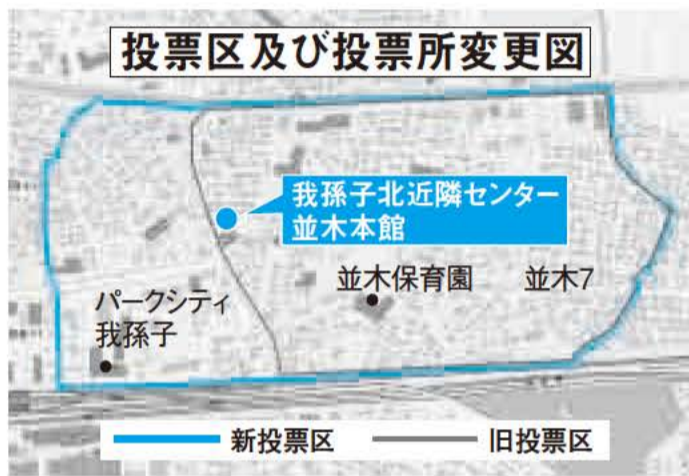 投票区及び投票所変更図
我孫子北近隣センター
並木本館
並木保育園
並木7
パークシティ
我孫子
新投票区
旧投票区